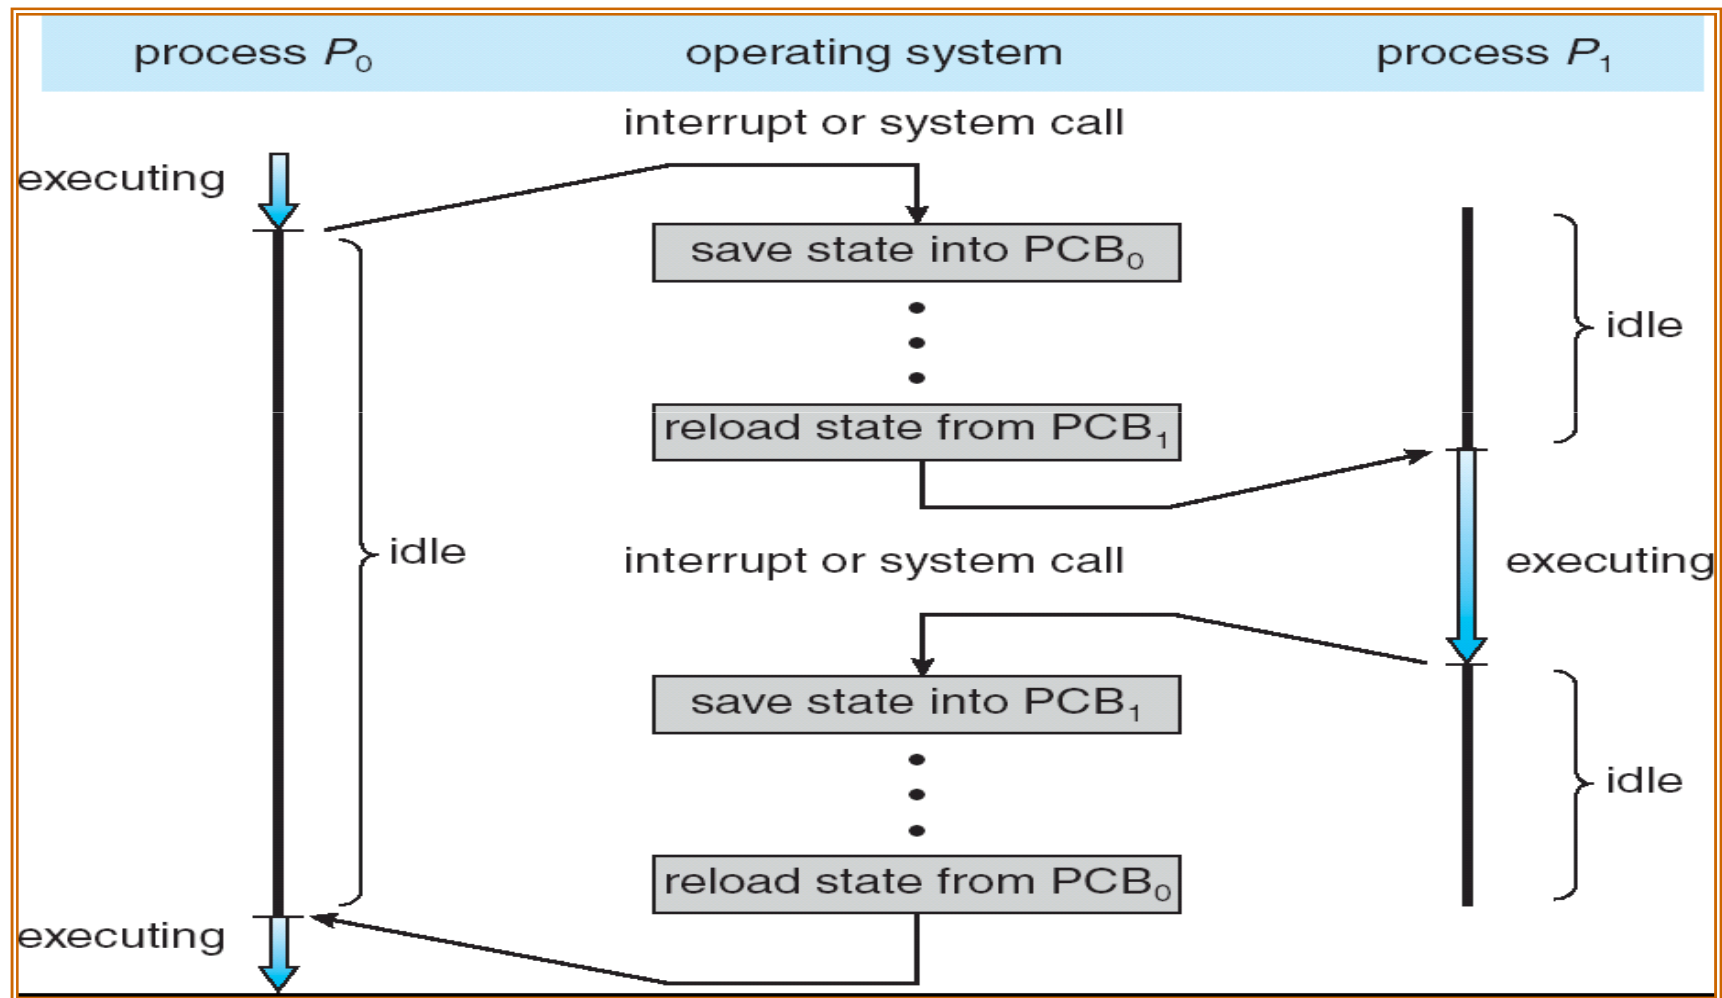 process P₀
operating system
process P₁
interrupt or system call
executing
save state into PCB₀
idle
reload state from PCB₁
idle
interrupt or system call
executing
save state into PCB₁
idle
reload state from PCB₀
executing